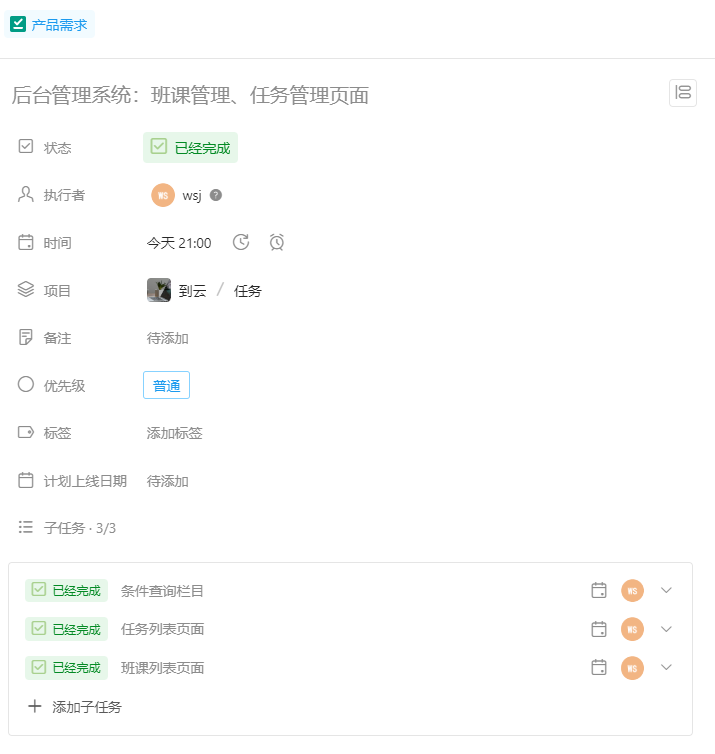 产品需求
后台管理系统：班课管理、任务管理页面
状态 已经完成
执行者 WS wsj ?
时间 今天 21:00
项目 到云 / 任务
备注 待添加
优先级 普通
标签 添加标签
计划上线日期 待添加
子任务 · 3/3
已经完成 条件查询栏目 WS
已经完成 任务列表页面 WS
已经完成 班课列表页面 WS
添加子任务